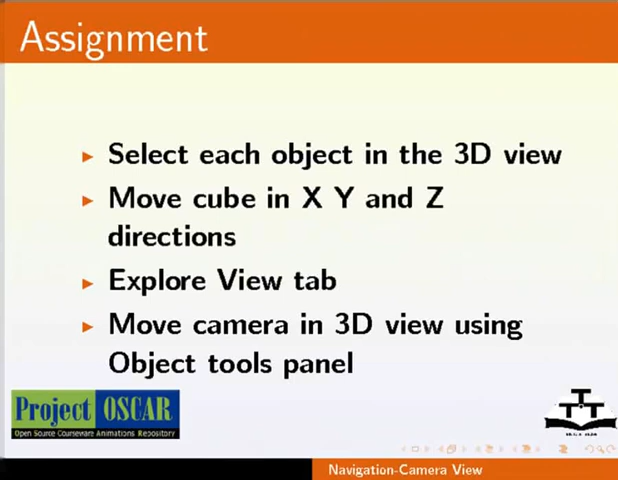 Assignment
Select each object in the 3D view
Move cube in X Y and Z
directions
Explore View tab
Move camera in 3D view using
Object tools panel
Project OSCAR
Open Source Courseware Animations Repository
Navigation-Camera View